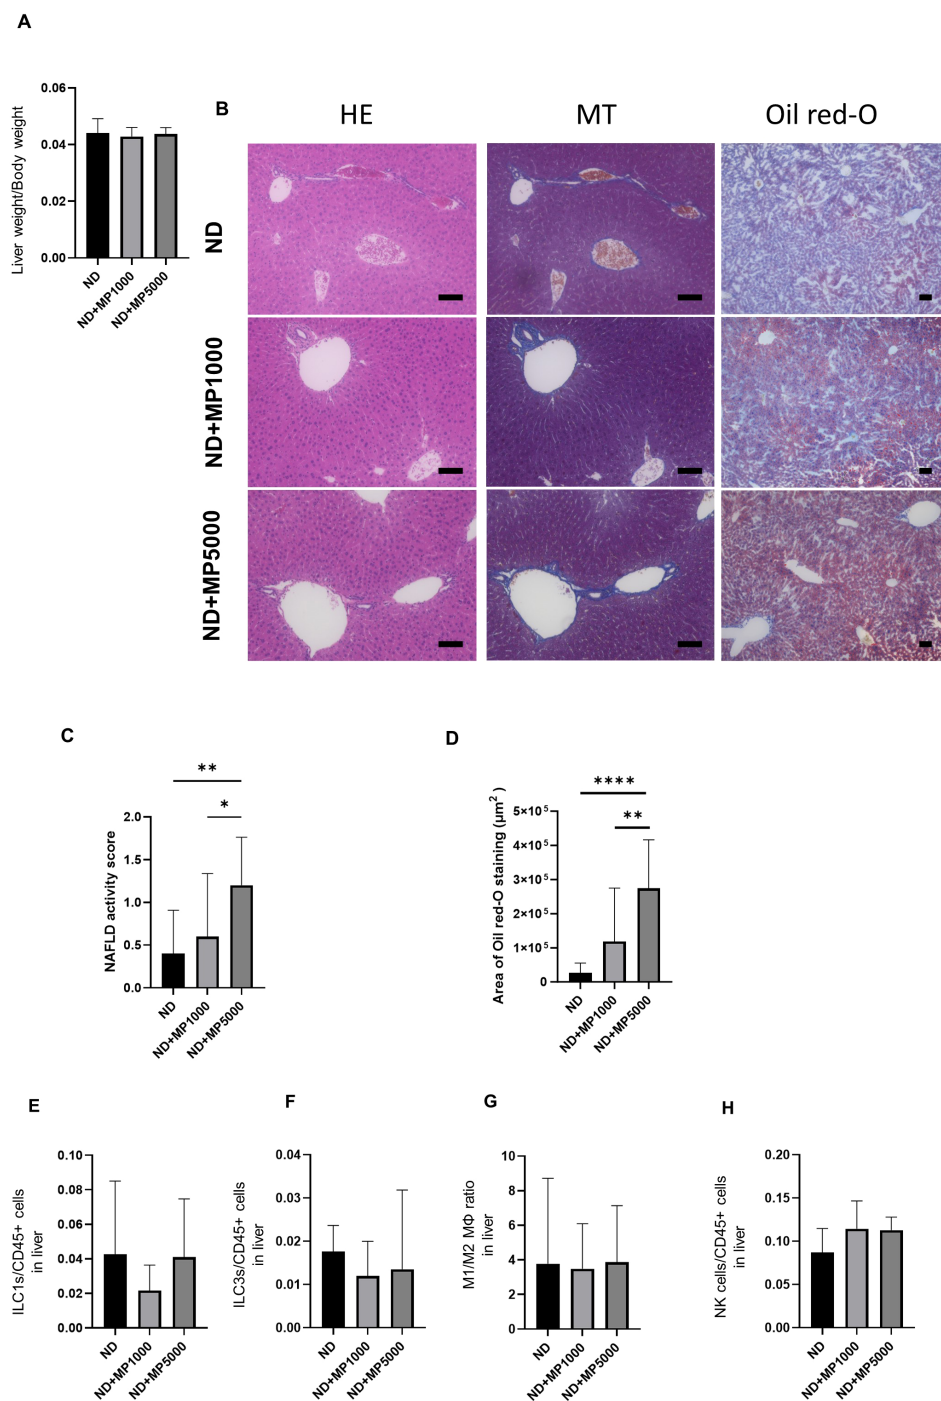 A
0.06
0.04
0.02
0.00
Liver weight/Body weight
ND
ND+MP1000
ND+MP5000
B
HE
MT
Oil red-O
ND
ND+MP1000
ND+MP5000
C
**
*
2.0
1.5
1.0
0.5
0.0
NAFLD activity score
ND
ND+MP1000
ND+MP5000
D
****
**
5×10⁵
4×10⁵
3×10⁵
2×10⁵
1×10⁵
0
Area of Oil red-O staining (μm²)
ND
ND+MP1000
ND+MP5000
E
0.10
0.08
0.06
0.04
0.02
0.00
ILC1s/CD45+ cells
in liver
ND
ND+MP1000
ND+MP5000
F
0.04
0.03
0.02
0.01
0.00
ILC3s/CD45+ cells
in liver
ND
ND+MP1000
ND+MP5000
G
10
8
6
4
2
0
M1/M2 MΦ ratio
in liver
ND
ND+MP1000
ND+MP5000
H
0.20
0.15
0.10
0.05
0.00
NK cells/CD45+ cells
in liver
ND
ND+MP1000
ND+MP5000